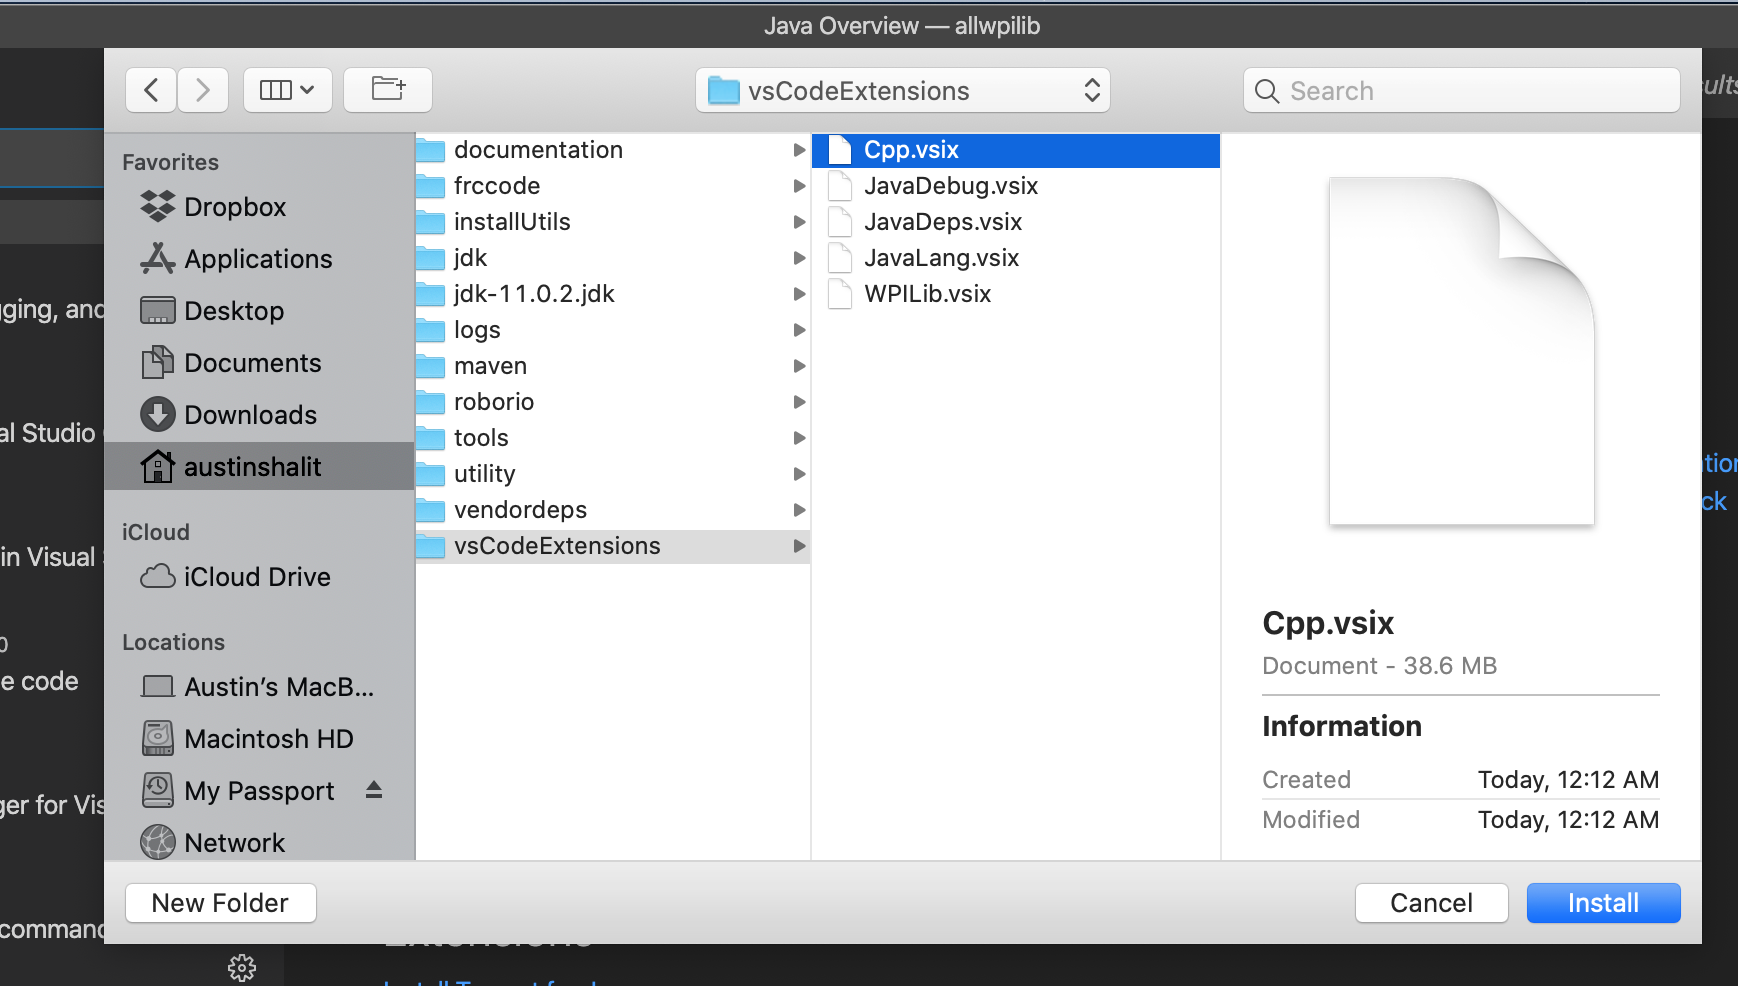 Java Overview — allwpilib
vsCodeExtensions
Search
Favorites
Dropbox
Applications
Desktop
Documents
Downloads
austinshalit
iCloud
iCloud Drive
Locations
Austin’s MacB...
Macintosh HD
My Passport
Network
documentation
frccode
installUtils
jdk
jdk-11.0.2.jdk
logs
maven
roborio
tools
utility
vendordeps
vsCodeExtensions
Cpp.vsix
JavaDebug.vsix
JavaDeps.vsix
JavaLang.vsix
WPILib.vsix
Cpp.vsix
Document - 38.6 MB
Information
Created Today, 12:12 AM
Modified Today, 12:12 AM
New Folder
Cancel
Install
ging, and
al Studio
in Visual
0
e code
ger for Vis
command
ck